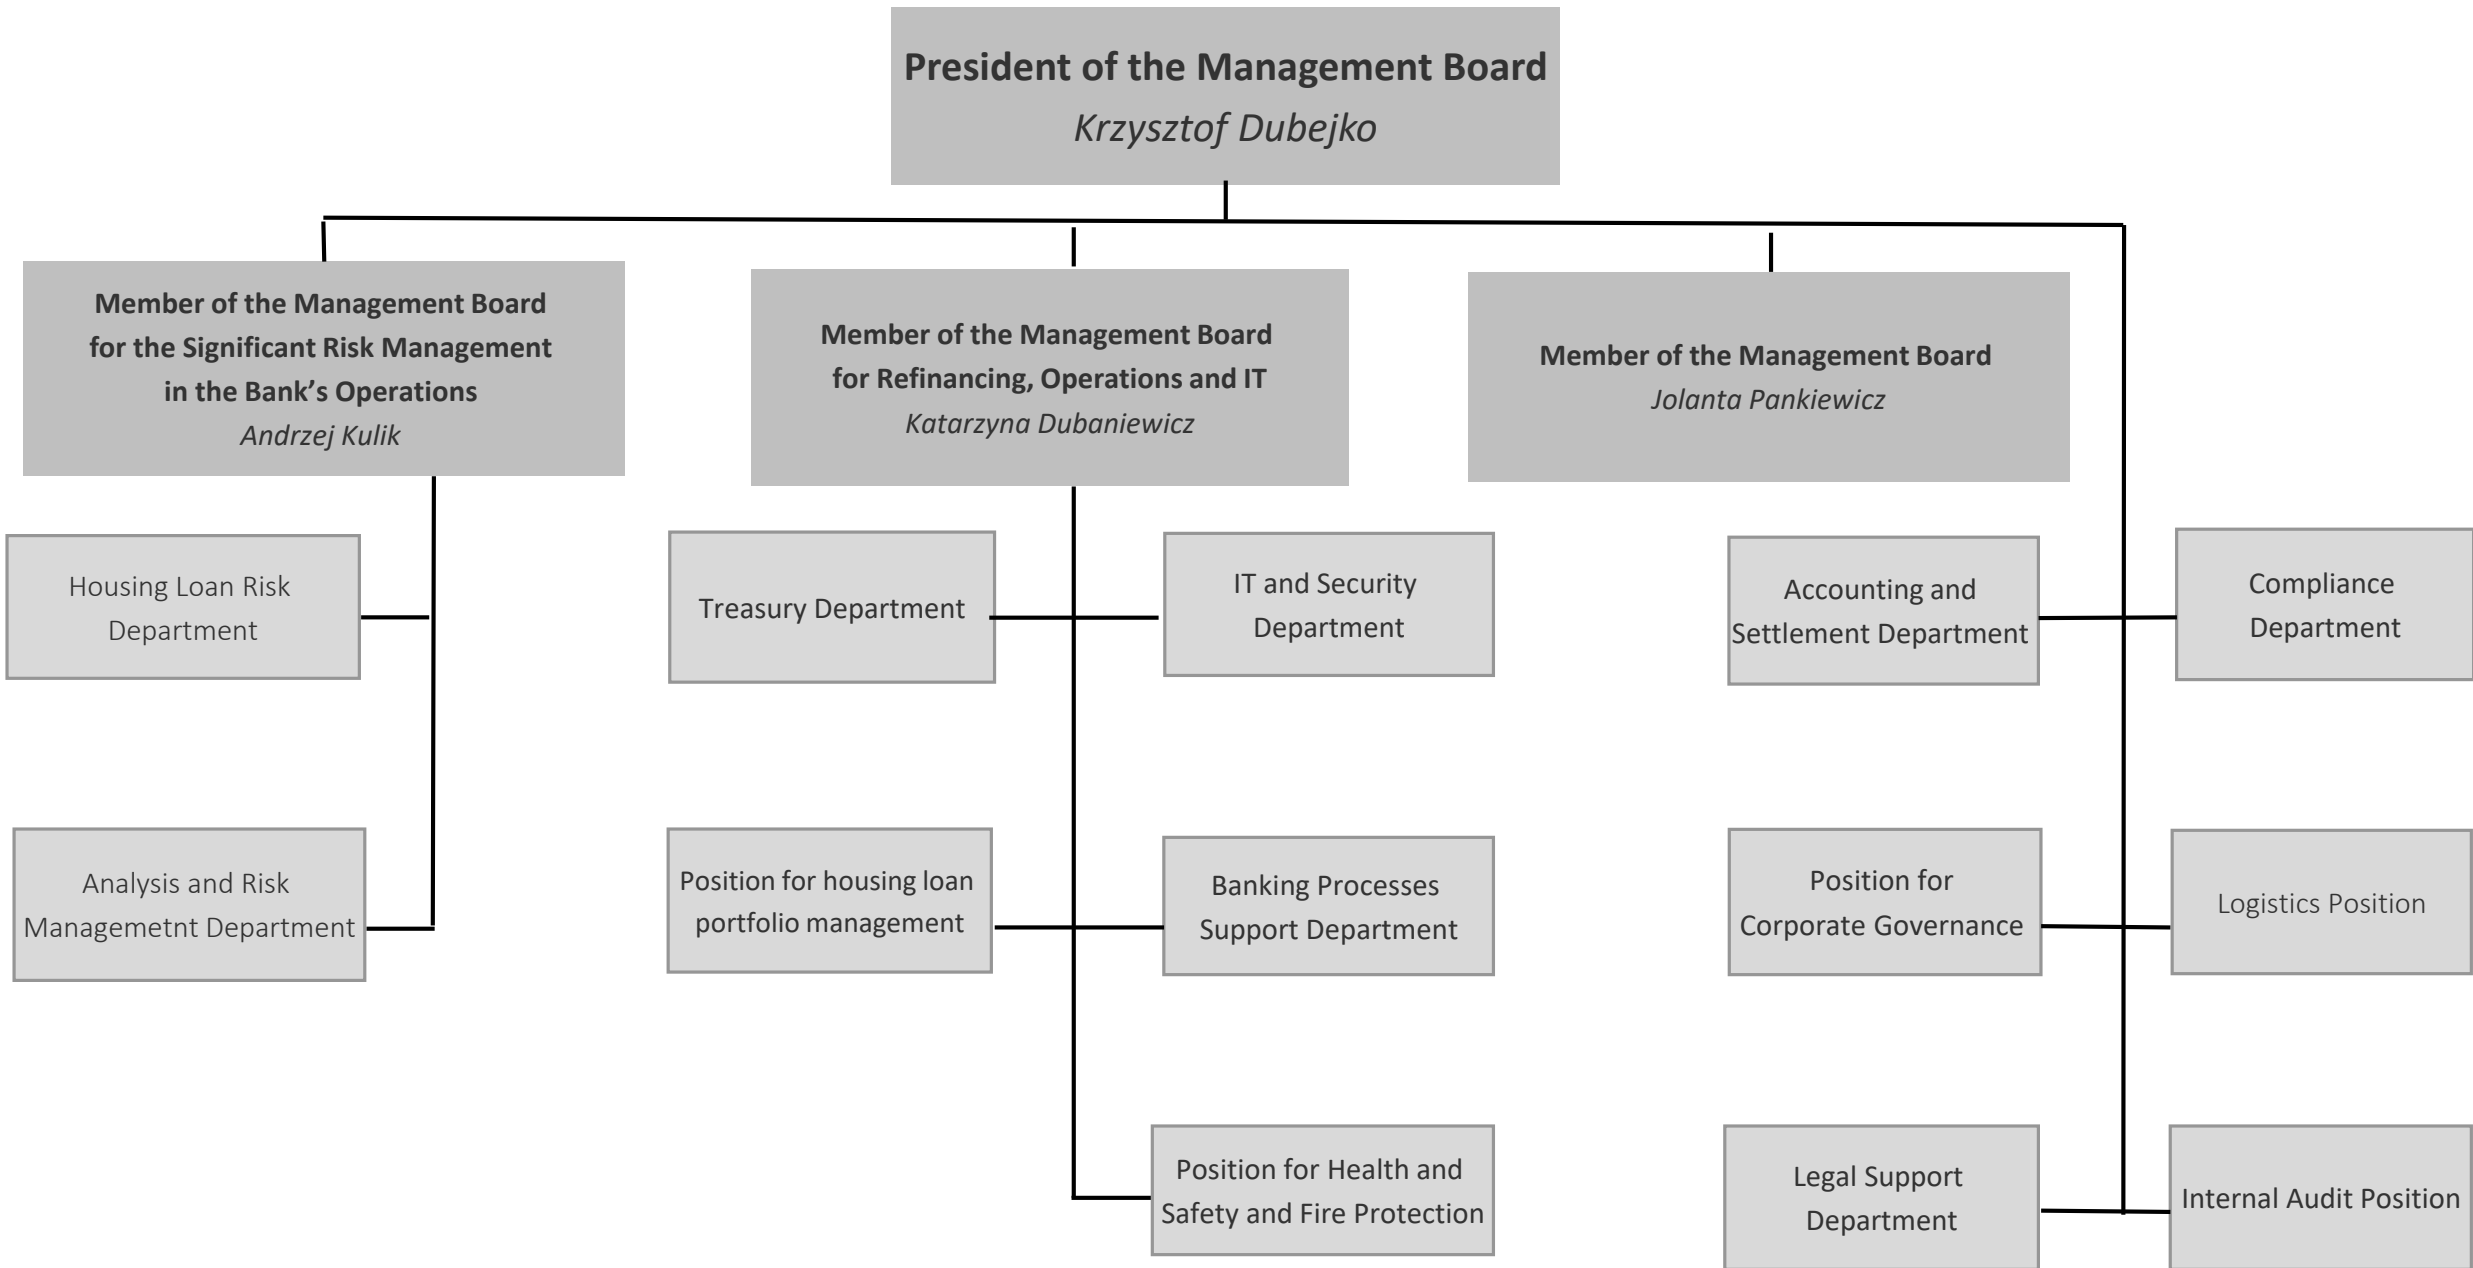 President of the Management Board
Krzysztof Dubejko
Member of the Management Board
for the Significant Risk Management
in the Bank's Operations
Andrzej Kulik
Member of the Management Board
for Refinancing, Operations and IT
Katarzyna Dubaniewicz
Member of the Management Board
Jolanta Pankiewicz
Housing Loan Risk
Department
Treasury Department
IT and Security
Department
Accounting and
Settlement Department
Compliance
Department
Analysis and Risk
Managemetnt Department
Position for housing loan
portfolio management
Banking Processes
Support Department
Position for
Corporate Governance
Logistics Position
Position for Health and
Safety and Fire Protection
Legal Support
Department
Internal Audit Position